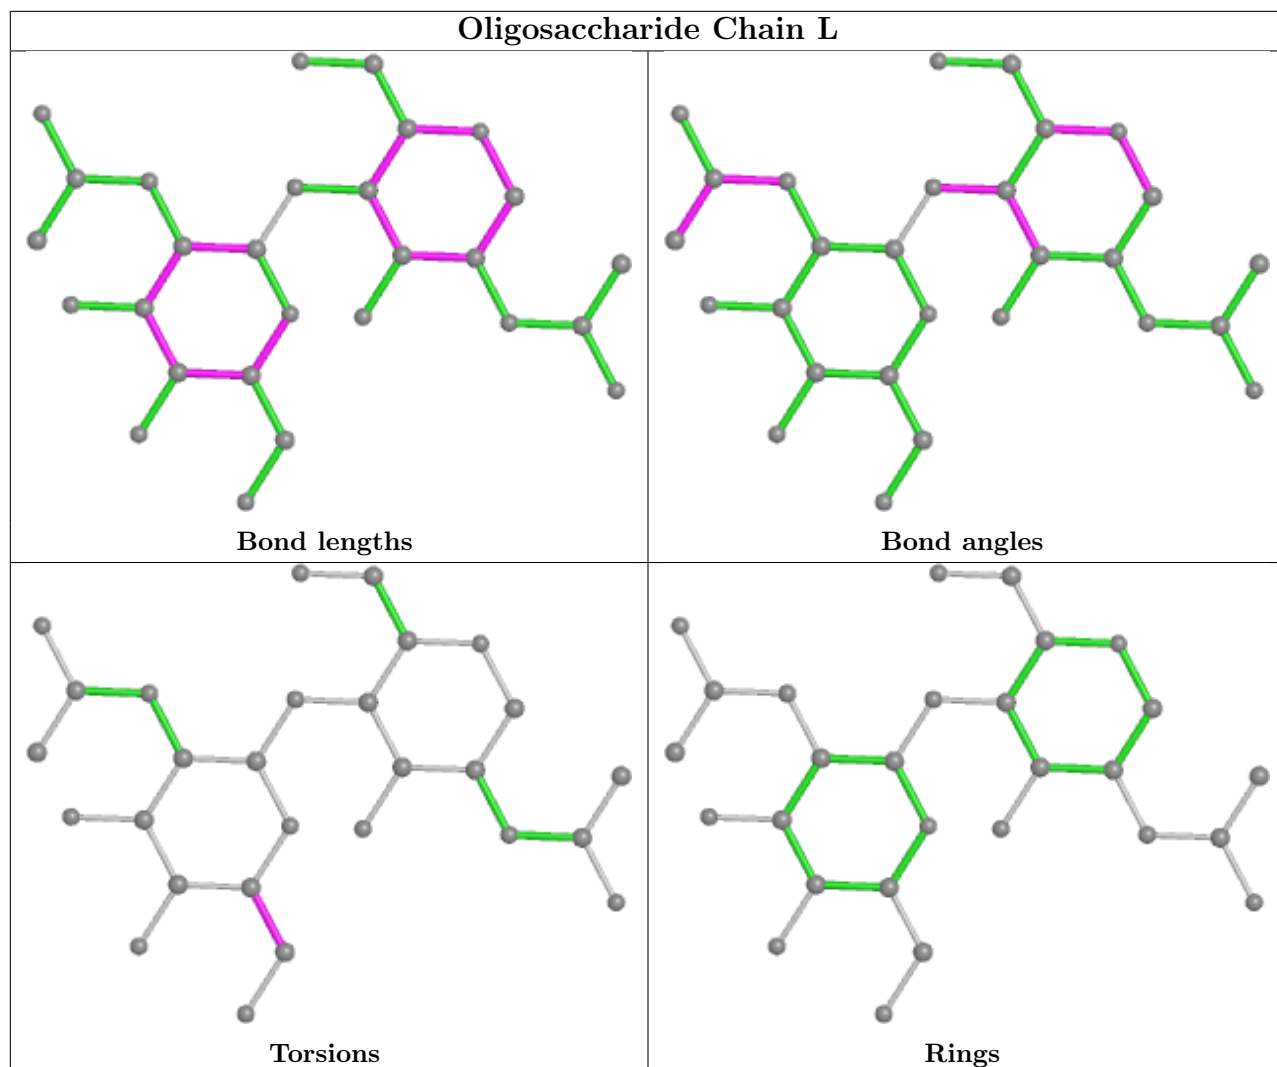 Oligosaccharide Chain L
Bond lengths
Bond angles
Torsions
Rings